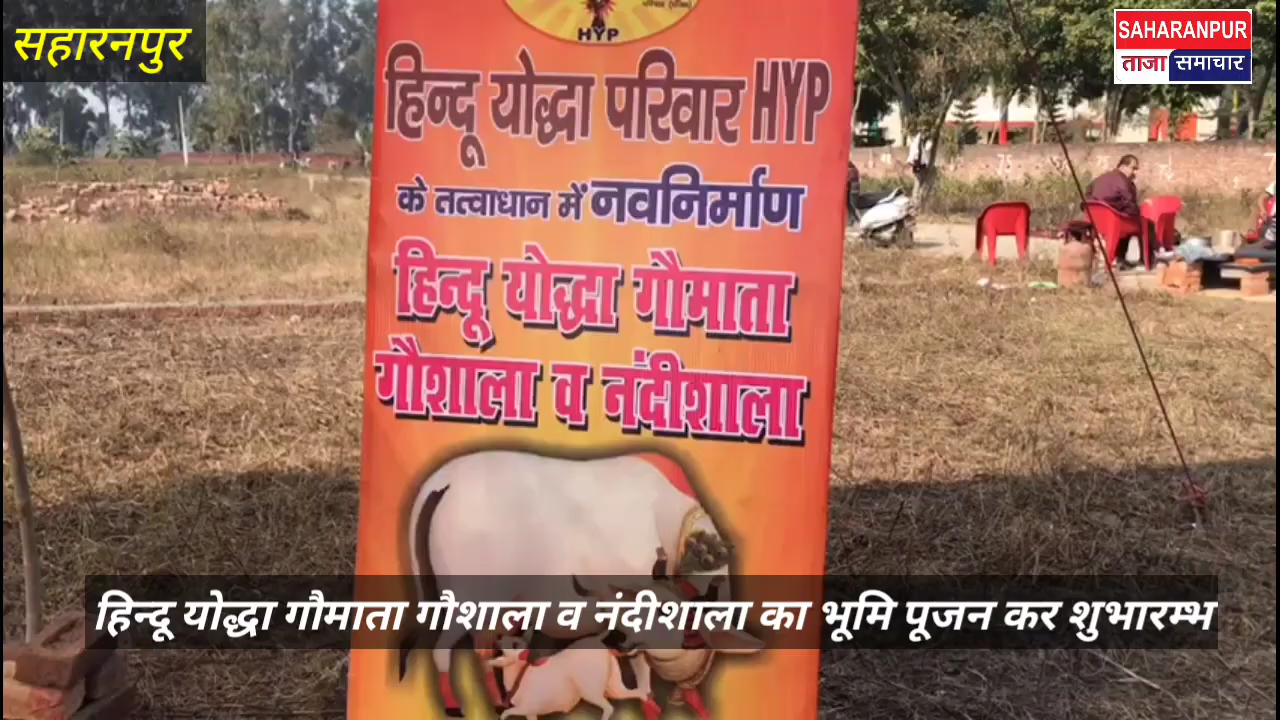 सहारनपुर
SAHARANPUR
ताजा समाचार
HYP
हिन्दू योद्धा परिवार HYP
के तत्वाधान में नवनिर्माण
हिन्दू योद्धा गौमाता
गौशाला व नंदीशाला
हिन्दू योद्धा गौमाता गौशाला व नंदीशाला का भूमि पूजन कर शुभारम्भ